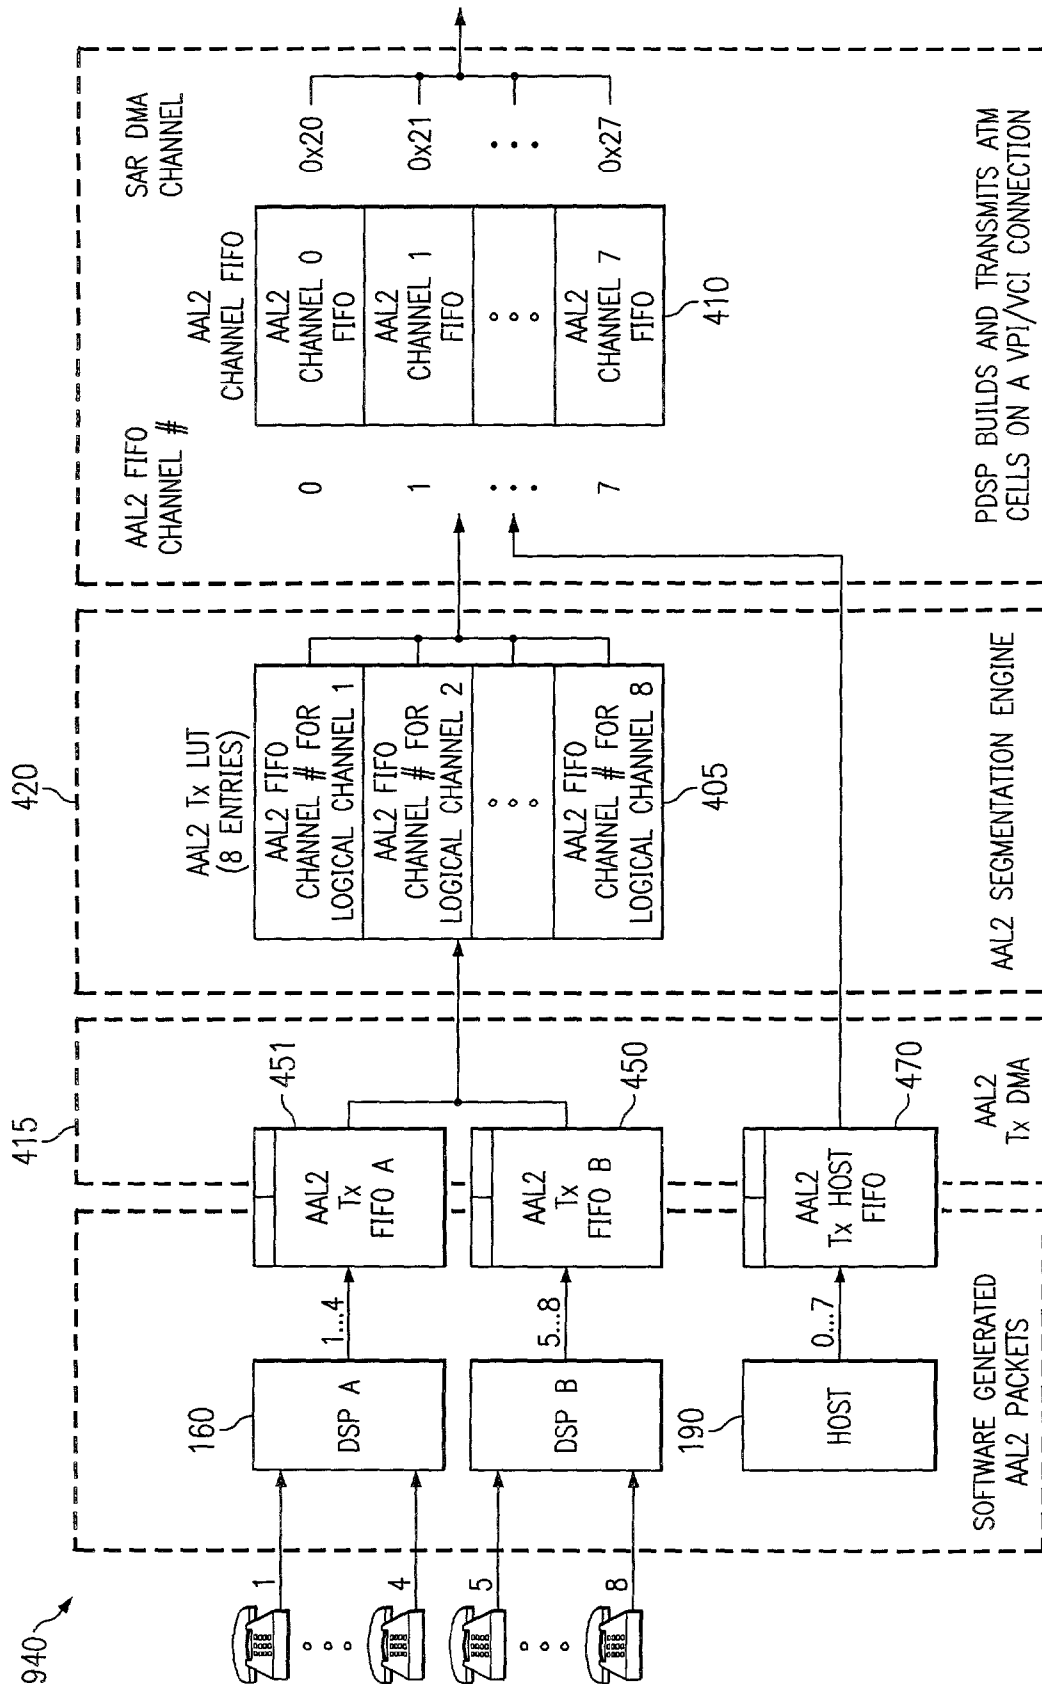 940
1
4
5
8
160
DSP A
DSP B
190
HOST
SOFTWARE GENERATED
AAL2 PACKETS
1...4
5...8
0...7
415
AAL2
Tx
FIFO A
451
AAL2
Tx
FIFO B
450
AAL2
Tx HOST
FIFO
470
AAL2
Tx DMA
420
AAL2 Tx LUT
(8 ENTRIES)
AAL2 FIFO
CHANNEL # FOR
LOGICAL CHANNEL 1
AAL2 FIFO
CHANNEL # FOR
LOGICAL CHANNEL 2
AAL2 FIFO
CHANNEL # FOR
LOGICAL CHANNEL 8
405
AAL2 SEGMENTATION ENGINE
AAL2 FIFO
CHANNEL #
0
1
7
AAL2
CHANNEL FIFO
AAL2
CHANNEL 0
FIFO
AAL2
CHANNEL 1
FIFO
AAL2
CHANNEL 7
FIFO
410
SAR DMA
CHANNEL
0x20
0x21
0x27
PDSP BUILDS AND TRANSMITS ATM
CELLS ON A VPI/VCI CONNECTION